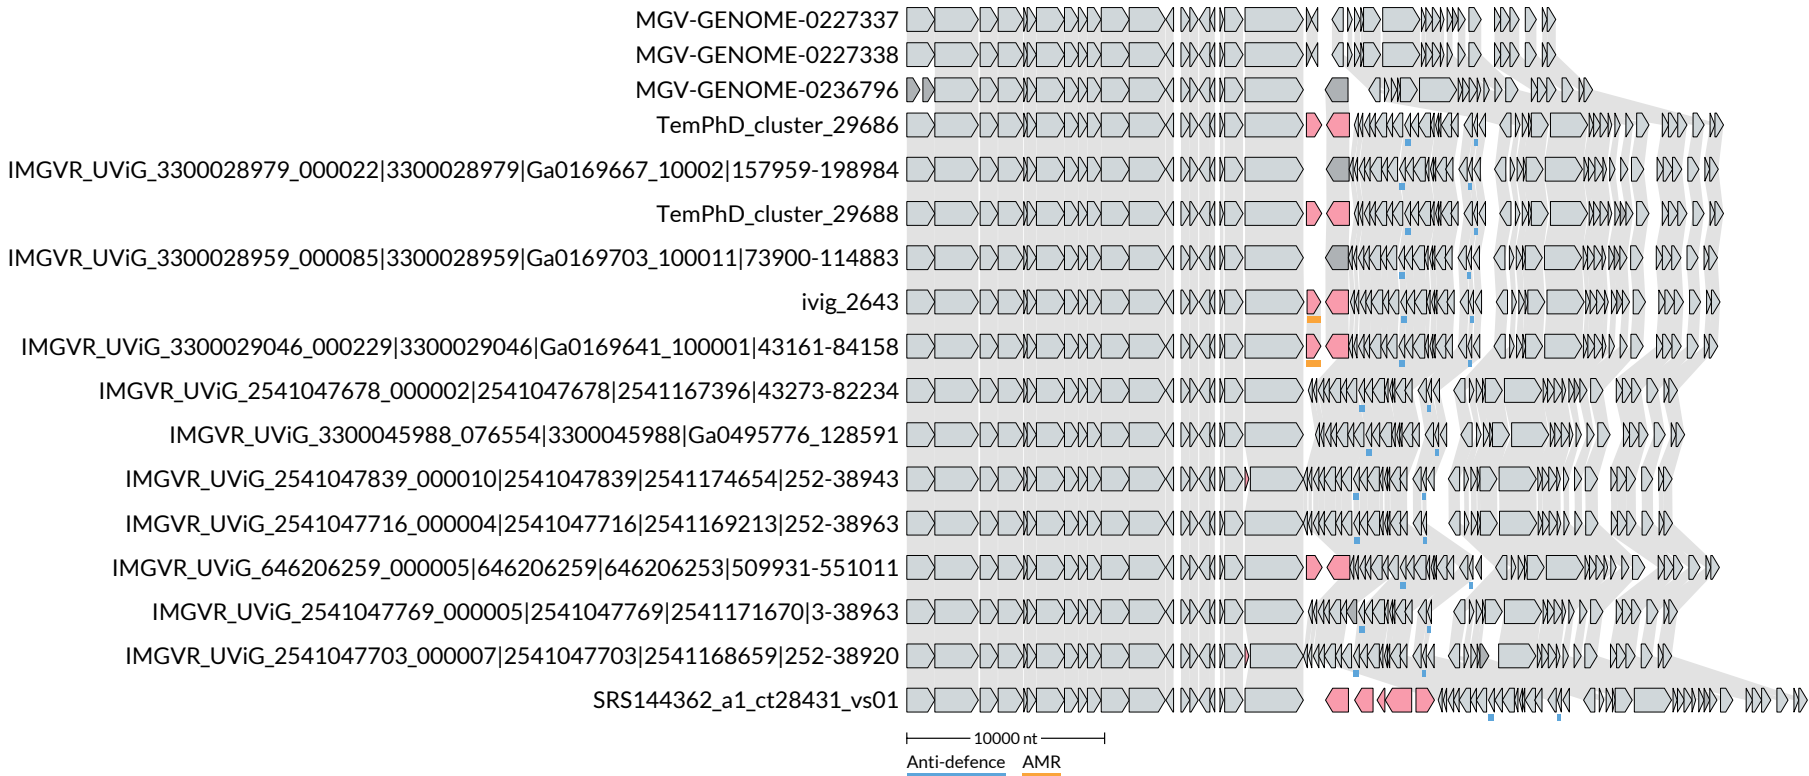 MGV-GENOME-0227337
MGV-GENOME-0227338
MGV-GENOME-0236796
TemPhD_cluster_29686
IMGVR_UViG_3300028979_000022|3300028979|Ga0169667_10002|157959-198984
TemPhD_cluster_29688
IMGVR_UViG_3300028959_000085|3300028959|Ga0169703_100011|73900-114883
ivig_2643
IMGVR_UViG_3300029046_000229|3300029046|Ga0169641_100001|43161-84158
IMGVR_UViG_2541047678_000002|2541047678|2541167396|43273-82234
IMGVR_UViG_3300045988_076554|3300045988|Ga0495776_128591
IMGVR_UViG_2541047839_000010|2541047839|2541174654|252-38943
IMGVR_UViG_2541047716_000004|2541047716|2541169213|252-38963
IMGVR_UViG_646206259_000005|646206259|646206253|509931-551011
IMGVR_UViG_2541047769_000005|2541047769|2541171670|3-38963
IMGVR_UViG_2541047703_000007|2541047703|2541168659|252-38920
SRS144362_a1_ct28431_vs01
10000 nt
Anti-defence AMR